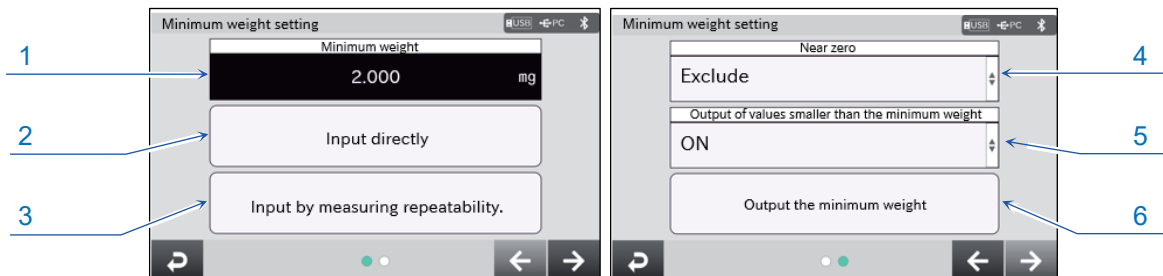 Minimum weight setting
USB PC
Minimum weight
1
2.000 mg
2
Input directly
3
Input by measuring repeatability.
Minimum weight setting
USB PC
Near zero
4
Exclude
Output of values smaller than the minimum weight
5
ON
6
Output the minimum weight